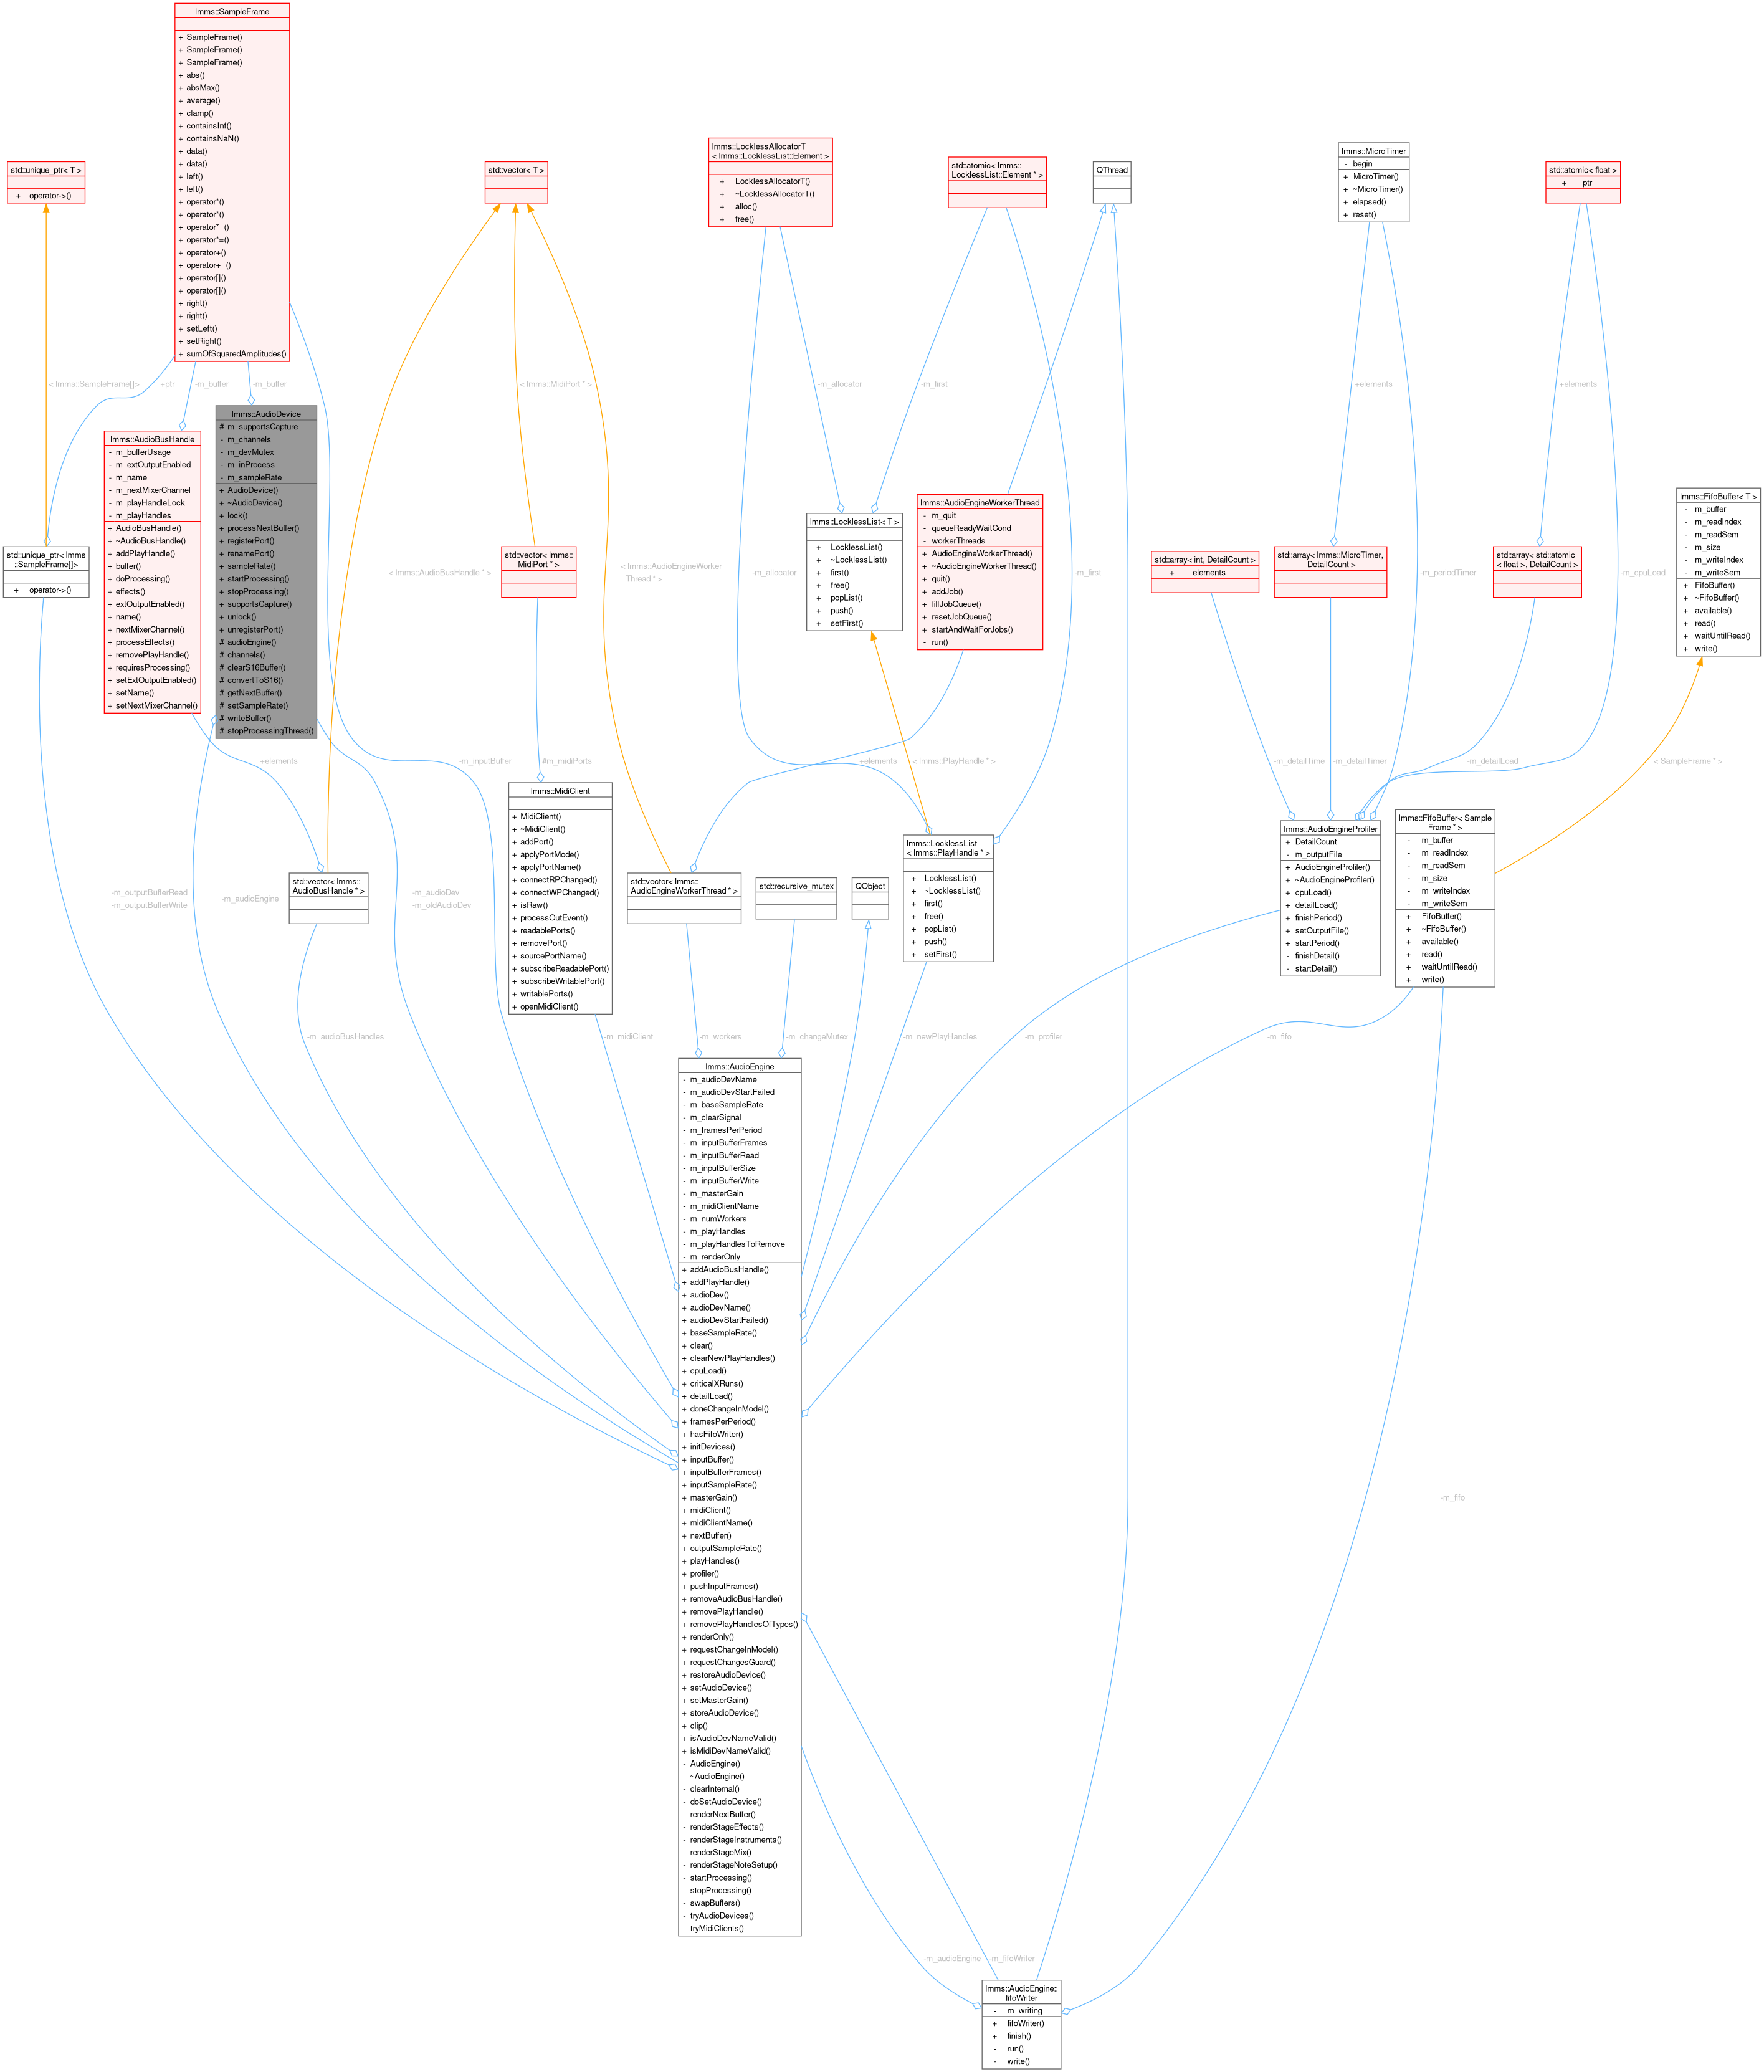 lmms::SampleFrame
+ SampleFrame()
+ SampleFrame()
+ SampleFrame()
+ abs()
+ absMax()
+ average()
+ clamp()
+ containsInf()
+ containsNaN()
+ data()
+ data()
+ left()
+ left()
+ operator*()
+ operator*()
+ operator*=()
+ operator*=()
+ operator+()
+ operator+=()
+ operator[]()
+ operator[]()
+ right()
+ right()
+ setLeft()
+ setRight()
+ sumOfSquaredAmplitudes()
std::unique_ptr< T >
+ operator->()
std::vector< T >
lmms::LocklessAllocatorT
< lmms::LocklessList::Element >
+ LocklessAllocatorT()
+ ~LocklessAllocatorT()
+ alloc()
+ free()
std::atomic< lmms::
LocklessList::Element * >
QThread
lmms::MicroTimer
- begin
+ MicroTimer()
+ ~MicroTimer()
+ elapsed()
+ reset()
std::atomic< float >
+ ptr
< lmms::SampleFrame[]>
+ptr
-m_buffer
-m_buffer
< lmms::MidiPort * >
-m_allocator
-m_first
+elements
+elements
lmms::AudioDevice
# m_supportsCapture
- m_channels
- m_devMutex
- m_inProcess
- m_sampleRate
+ AudioDevice()
+ ~AudioDevice()
+ lock()
+ processNextBuffer()
+ registerPort()
+ renamePort()
+ sampleRate()
+ startProcessing()
+ stopProcessing()
+ supportsCapture()
+ unlock()
+ unregisterPort()
# audioEngine()
# channels()
# clearS16Buffer()
# convertToS16()
# getNextBuffer()
# setSampleRate()
# writeBuffer()
# stopProcessingThread()
lmms::AudioBusHandle
- m_bufferUsage
- m_extOutputEnabled
- m_name
- m_nextMixerChannel
- m_playHandleLock
- m_playHandles
+ AudioBusHandle()
+ ~AudioBusHandle()
+ addPlayHandle()
+ buffer()
+ doProcessing()
+ effects()
+ extOutputEnabled()
+ name()
+ nextMixerChannel()
+ processEffects()
+ removePlayHandle()
+ requiresProcessing()
+ setExtOutputEnabled()
+ setName()
+ setNextMixerChannel()
std::unique_ptr< lmms
::SampleFrame[]>
+ operator->()
< lmms::AudioBusHandle * >
std::vector< lmms::
MidiPort * >
< lmms::AudioEngineWorker
Thread * >
-m_allocator
lmms::LocklessList< T >
+ LocklessList()
+ ~LocklessList()
+ first()
+ free()
+ popList()
+ push()
+ setFirst()
lmms::AudioEngineWorkerThread
- m_quit
- queueReadyWaitCond
- workerThreads
+ AudioEngineWorkerThread()
+ ~AudioEngineWorkerThread()
+ quit()
+ addJob()
+ fillJobQueue()
+ resetJobQueue()
+ startAndWaitForJobs()
- run()
-m_first
std::array< int, DetailCount >
+ elements
std::array< lmms::MicroTimer,
DetailCount >
-m_periodTimer
std::array< std::atomic
< float >, DetailCount >
-m_cpuLoad
lmms::FifoBuffer< T >
- m_buffer
- m_readIndex
- m_readSem
- m_size
- m_writeIndex
- m_writeSem
+ FifoBuffer()
+ ~FifoBuffer()
+ available()
+ read()
+ waitUntilRead()
+ write()
+elements
-m_inputBuffer
#m_midiPorts
+elements
< lmms::PlayHandle * >
-m_detailTime
-m_detailTimer
-m_detailLoad
< SampleFrame * >
lmms::MidiClient
+ MidiClient()
+ ~MidiClient()
+ addPort()
+ applyPortMode()
+ applyPortName()
+ connectRPChanged()
+ connectWPChanged()
+ isRaw()
+ processOutEvent()
+ readablePorts()
+ removePort()
+ sourcePortName()
+ subscribeReadablePort()
+ subscribeWritablePort()
+ writablePorts()
+ openMidiClient()
-m_outputBufferRead
-m_outputBufferWrite
-m_audioEngine
std::vector< lmms::
AudioBusHandle * >
-m_audioDev
-m_oldAudioDev
std::vector< lmms::
AudioEngineWorkerThread * >
std::recursive_mutex
QObject
lmms::LocklessList
< lmms::PlayHandle * >
+ LocklessList()
+ ~LocklessList()
+ first()
+ free()
+ popList()
+ push()
+ setFirst()
lmms::AudioEngineProfiler
+ DetailCount
- m_outputFile
+ AudioEngineProfiler()
+ ~AudioEngineProfiler()
+ cpuLoad()
+ detailLoad()
+ finishPeriod()
+ setOutputFile()
+ startPeriod()
- finishDetail()
- startDetail()
lmms::FifoBuffer< Sample
Frame * >
- m_buffer
- m_readIndex
- m_readSem
- m_size
- m_writeIndex
- m_writeSem
+ FifoBuffer()
+ ~FifoBuffer()
+ available()
+ read()
+ waitUntilRead()
+ write()
-m_audioBusHandles
-m_midiClient
-m_workers
-m_changeMutex
-m_newPlayHandles
-m_profiler
-m_fifo
lmms::AudioEngine
- m_audioDevName
- m_audioDevStartFailed
- m_baseSampleRate
- m_clearSignal
- m_framesPerPeriod
- m_inputBufferFrames
- m_inputBufferRead
- m_inputBufferSize
- m_inputBufferWrite
- m_masterGain
- m_midiClientName
- m_numWorkers
- m_playHandles
- m_playHandlesToRemove
- m_renderOnly
+ addAudioBusHandle()
+ addPlayHandle()
+ audioDev()
+ audioDevName()
+ audioDevStartFailed()
+ baseSampleRate()
+ clear()
+ clearNewPlayHandles()
+ cpuLoad()
+ criticalXRuns()
+ detailLoad()
+ doneChangeInModel()
+ framesPerPeriod()
+ hasFifoWriter()
+ initDevices()
+ inputBuffer()
+ inputBufferFrames()
+ inputSampleRate()
+ masterGain()
+ midiClient()
+ midiClientName()
+ nextBuffer()
+ outputSampleRate()
+ playHandles()
+ profiler()
+ pushInputFrames()
+ removeAudioBusHandle()
+ removePlayHandle()
+ removePlayHandlesOfTypes()
+ renderOnly()
+ requestChangeInModel()
+ requestChangesGuard()
+ restoreAudioDevice()
+ setAudioDevice()
+ setMasterGain()
+ storeAudioDevice()
+ clip()
+ isAudioDevNameValid()
+ isMidiDevNameValid()
- AudioEngine()
- ~AudioEngine()
- clearInternal()
- doSetAudioDevice()
- renderNextBuffer()
- renderStageEffects()
- renderStageInstruments()
- renderStageMix()
- renderStageNoteSetup()
- startProcessing()
- stopProcessing()
- swapBuffers()
- tryAudioDevices()
- tryMidiClients()
-m_fifo
-m_audioEngine
-m_fifoWriter
lmms::AudioEngine::
fifoWriter
- m_writing
+ fifoWriter()
+ finish()
- run()
- write()